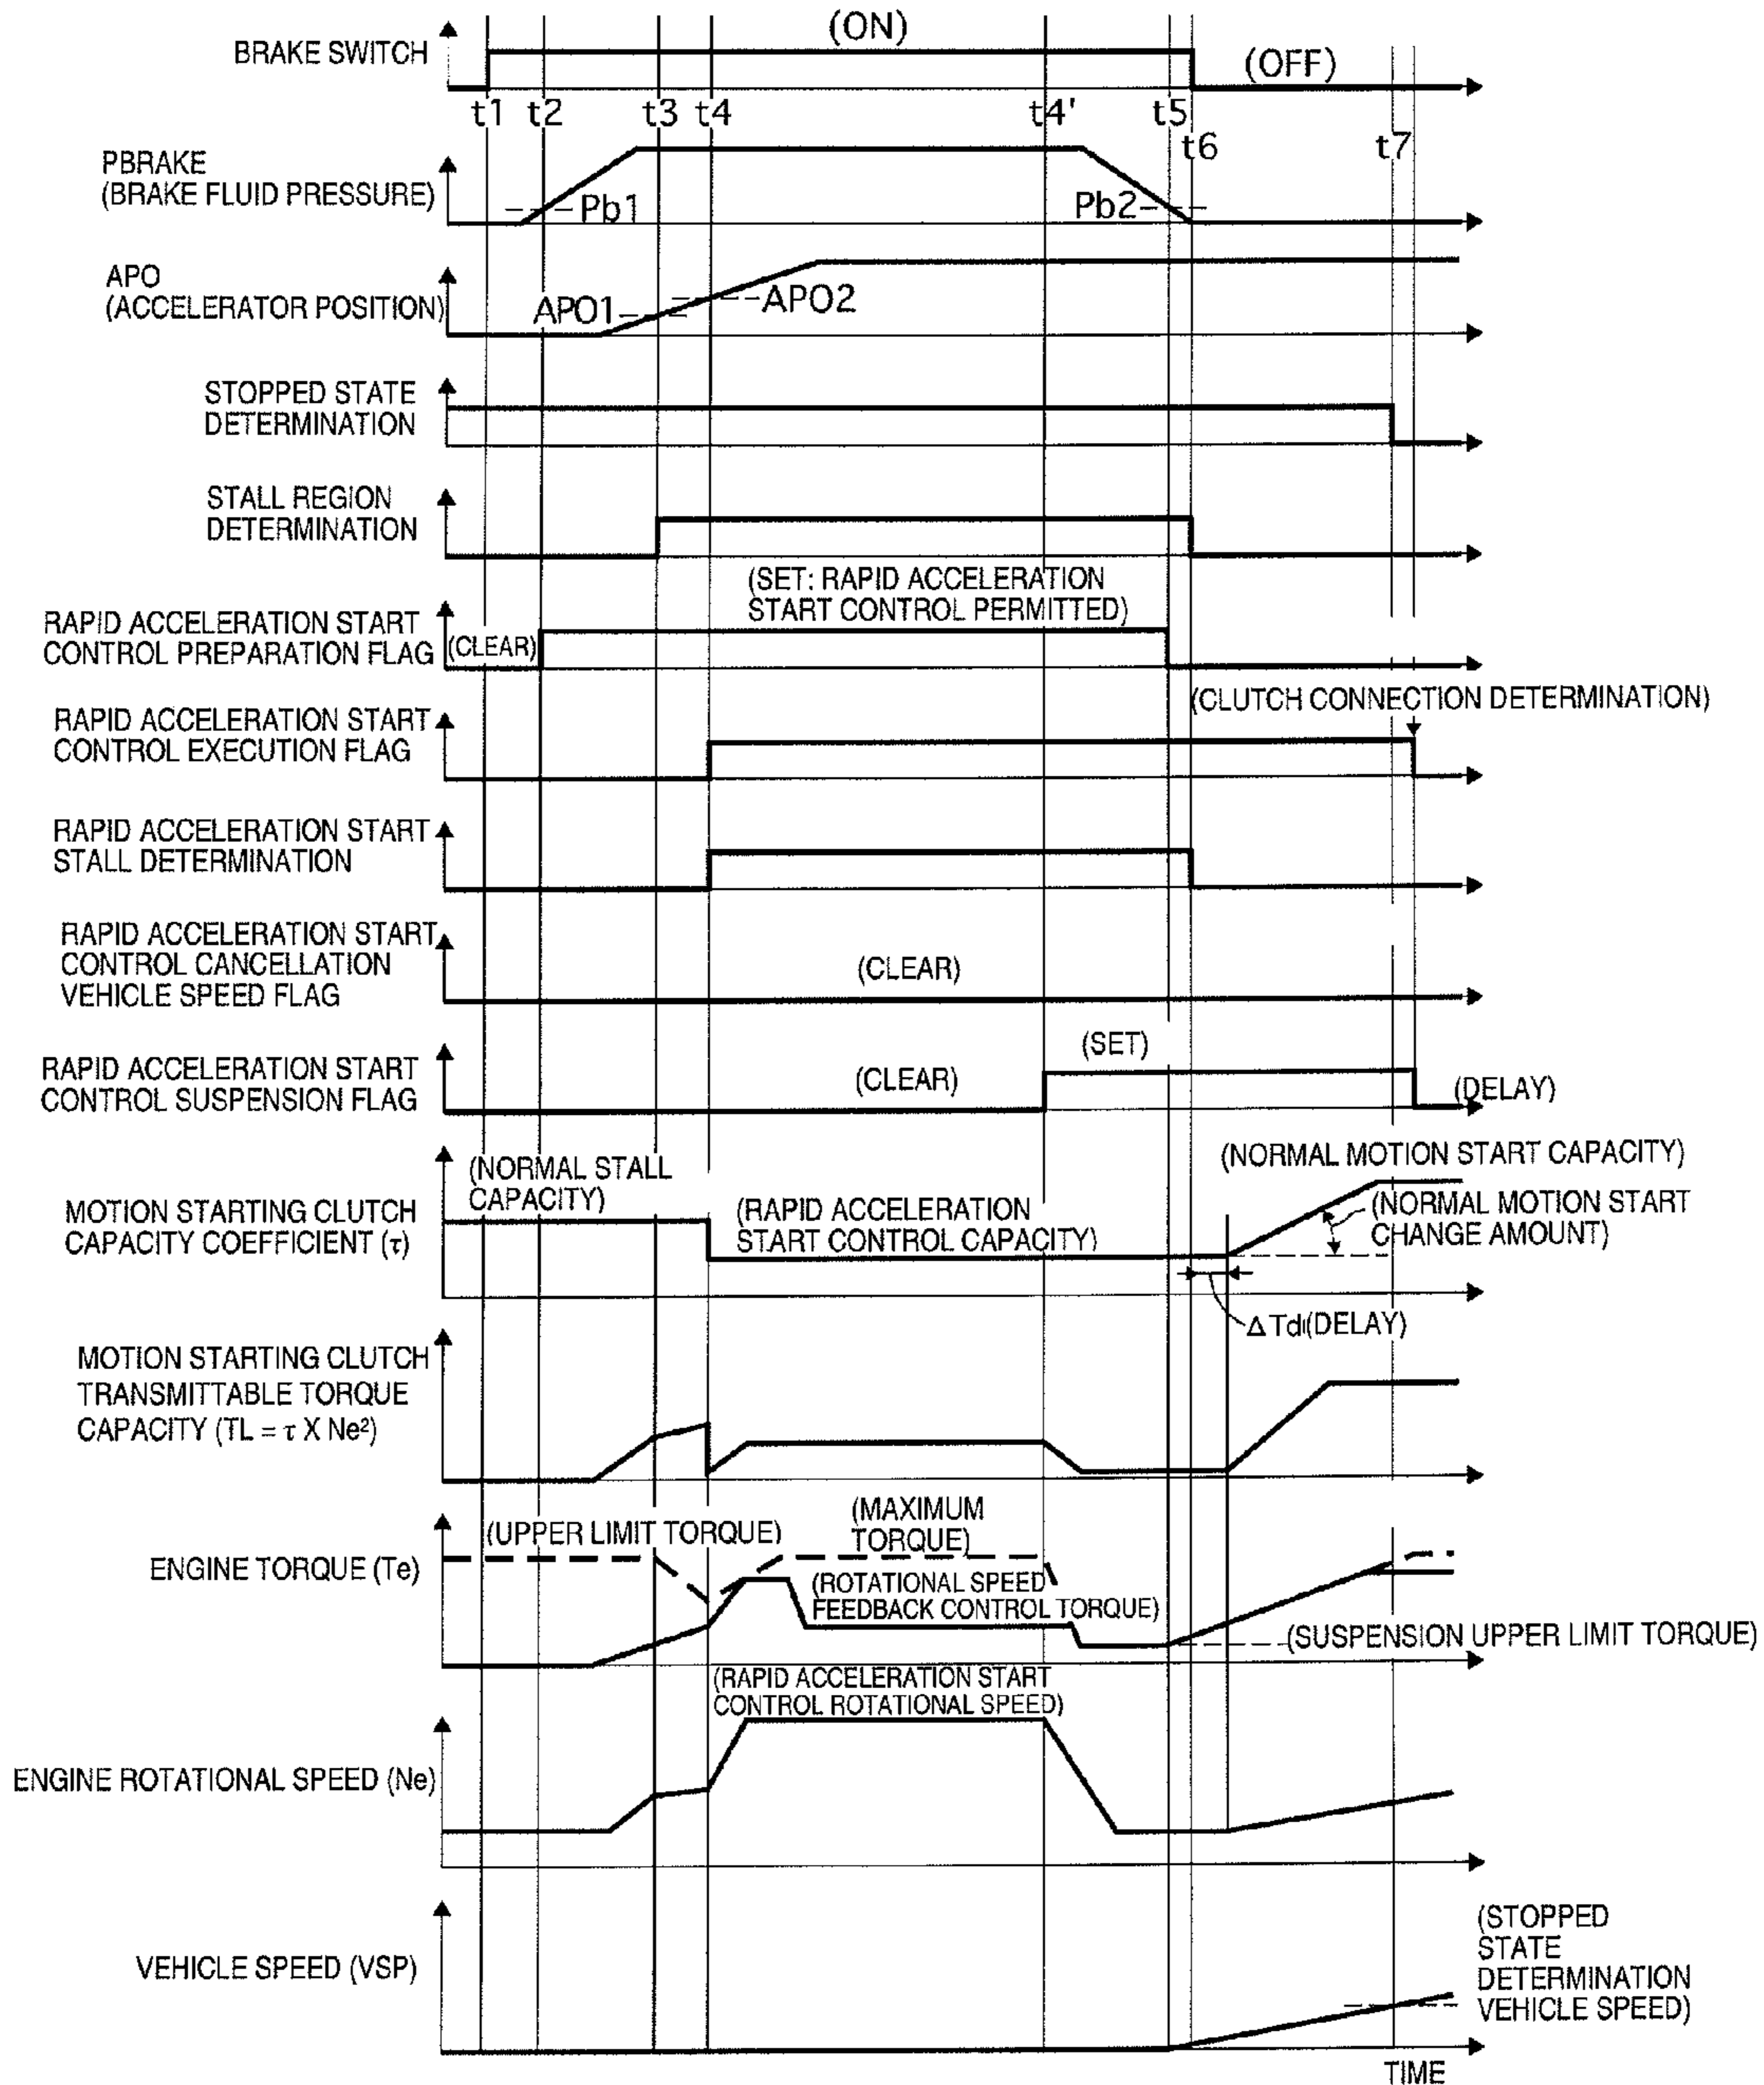 (ON)
BRAKE SWITCH
(OFF)
t1 t2 t3 t4 t4' t5
t6 t7
PBRAKE
(BRAKE FLUID PRESSURE)
Pb1
Pb2
APO
(ACCELERATOR POSITION)
APO1
APO2
STOPPED STATE
DETERMINATION
STALL REGION
DETERMINATION
(SET: RAPID ACCELERATION
START CONTROL PERMITTED)
RAPID ACCELERATION START
CONTROL PREPARATION FLAG
(CLEAR)
(CLUTCH CONNECTION DETERMINATION)
RAPID ACCELERATION START
CONTROL EXECUTION FLAG
RAPID ACCELERATION START
STALL DETERMINATION
RAPID ACCELERATION START
CONTROL CANCELLATION
VEHICLE SPEED FLAG
(CLEAR)
(SET)
RAPID ACCELERATION START
CONTROL SUSPENSION FLAG
(CLEAR)
(DELAY)
(NORMAL STALL
CAPACITY)
(NORMAL MOTION START CAPACITY)
MOTION STARTING CLUTCH
CAPACITY COEFFICIENT (τ)
(RAPID ACCELERATION
START CONTROL CAPACITY)
(NORMAL MOTION START
CHANGE AMOUNT)
Δ Tdl(DELAY)
MOTION STARTING CLUTCH
TRANSMITTABLE TORQUE
CAPACITY (TL = τ X Ne²)
(UPPER LIMIT TORQUE)
(MAXIMUM
TORQUE)
ENGINE TORQUE (Te)
(ROTATIONAL SPEED
FEEDBACK CONTROL TORQUE)
(SUSPENSION UPPER LIMIT TORQUE)
(RAPID ACCELERATION START
CONTROL ROTATIONAL SPEED)
ENGINE ROTATIONAL SPEED (Ne)
VEHICLE SPEED (VSP)
(STOPPED
STATE
DETERMINATION
VEHICLE SPEED)
TIME